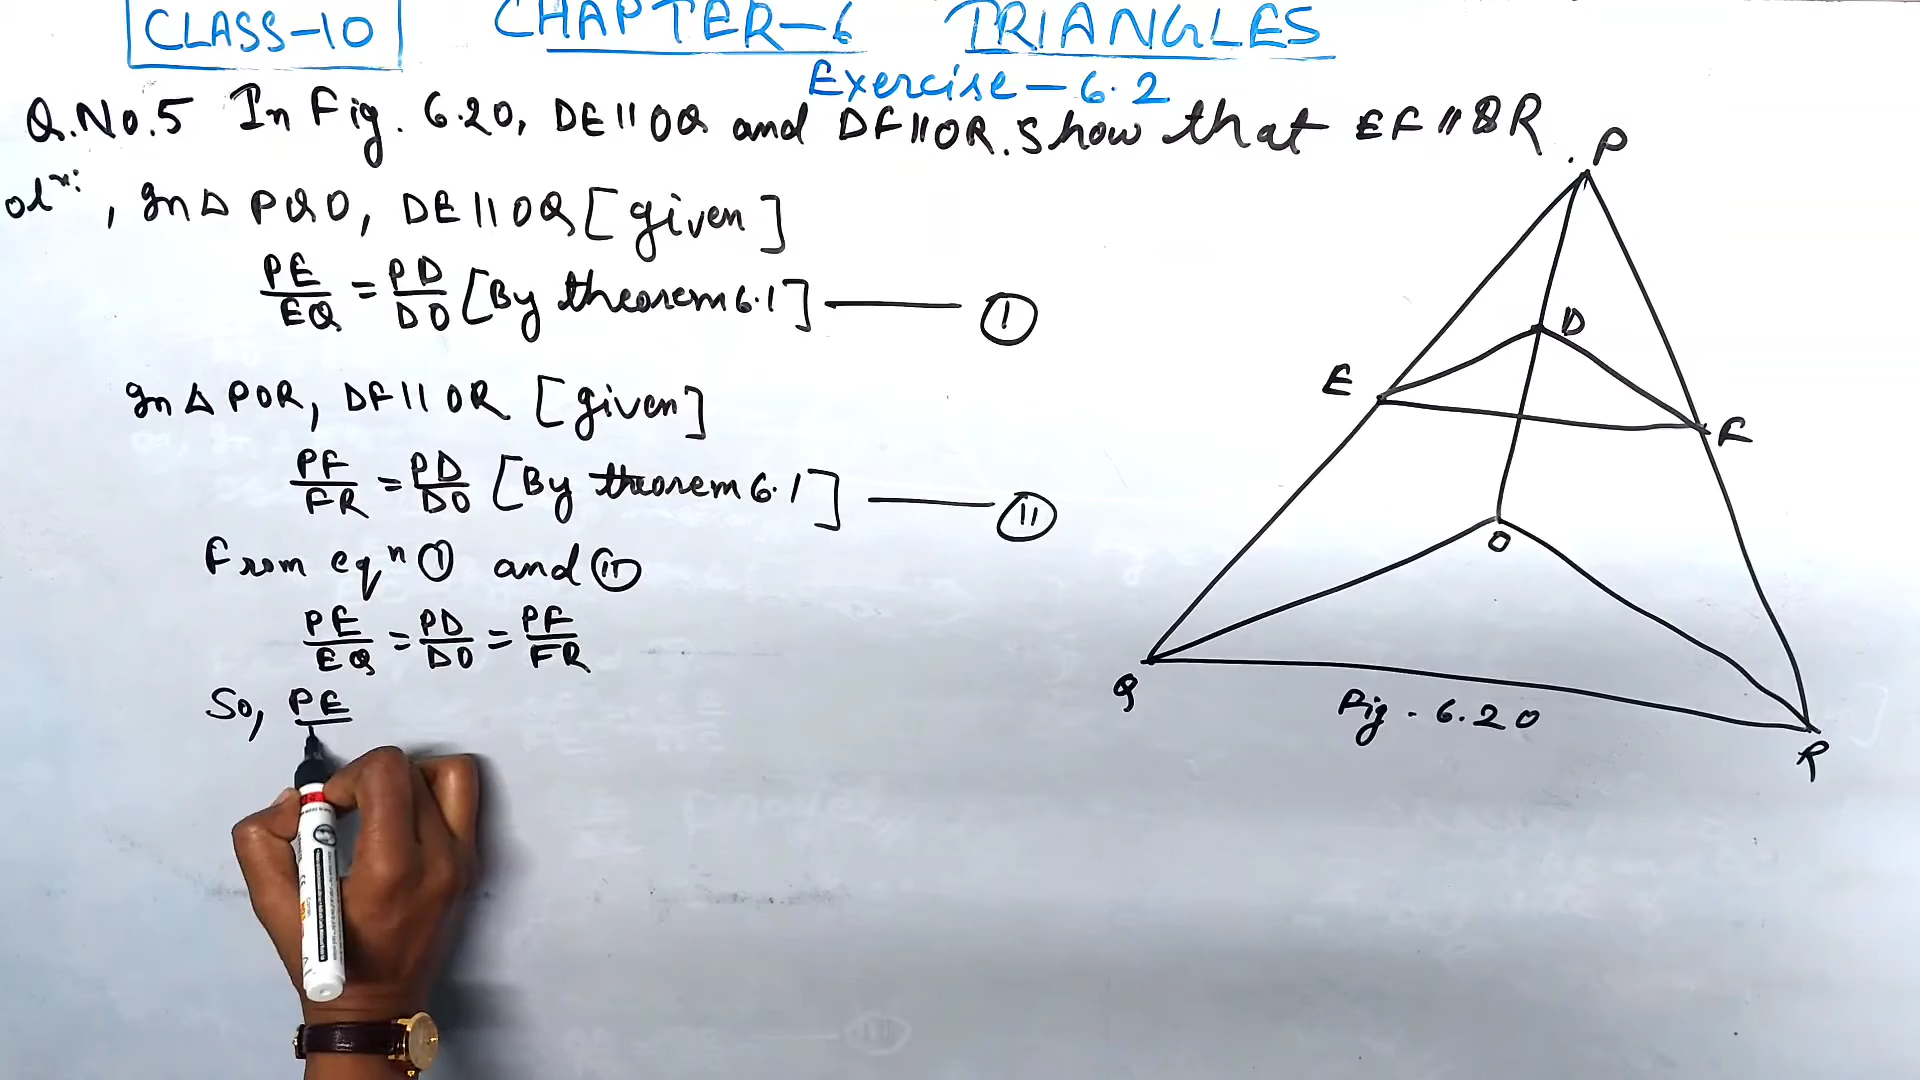 CLASS-10 CHAPTER-6 TRIANGLES
Exercise-6.2
Q.No.5 In Fig. 6.20, DE||OQ and DF||OR. Show that EF||QR.
ol^n:, In Δ PQO, DE||OQ [given]
PE/EQ = PD/DO [By theorem 6.1] —— (I)
In Δ POR, DF||OR [given]
PF/FR = PD/DO [By theorem 6.1] —— (II)
From eq^n (I) and (II)
PE/EQ = PD/DO = PF/FR
So, PE
P
D
E
F
O
Q
Fig. 6.20
R